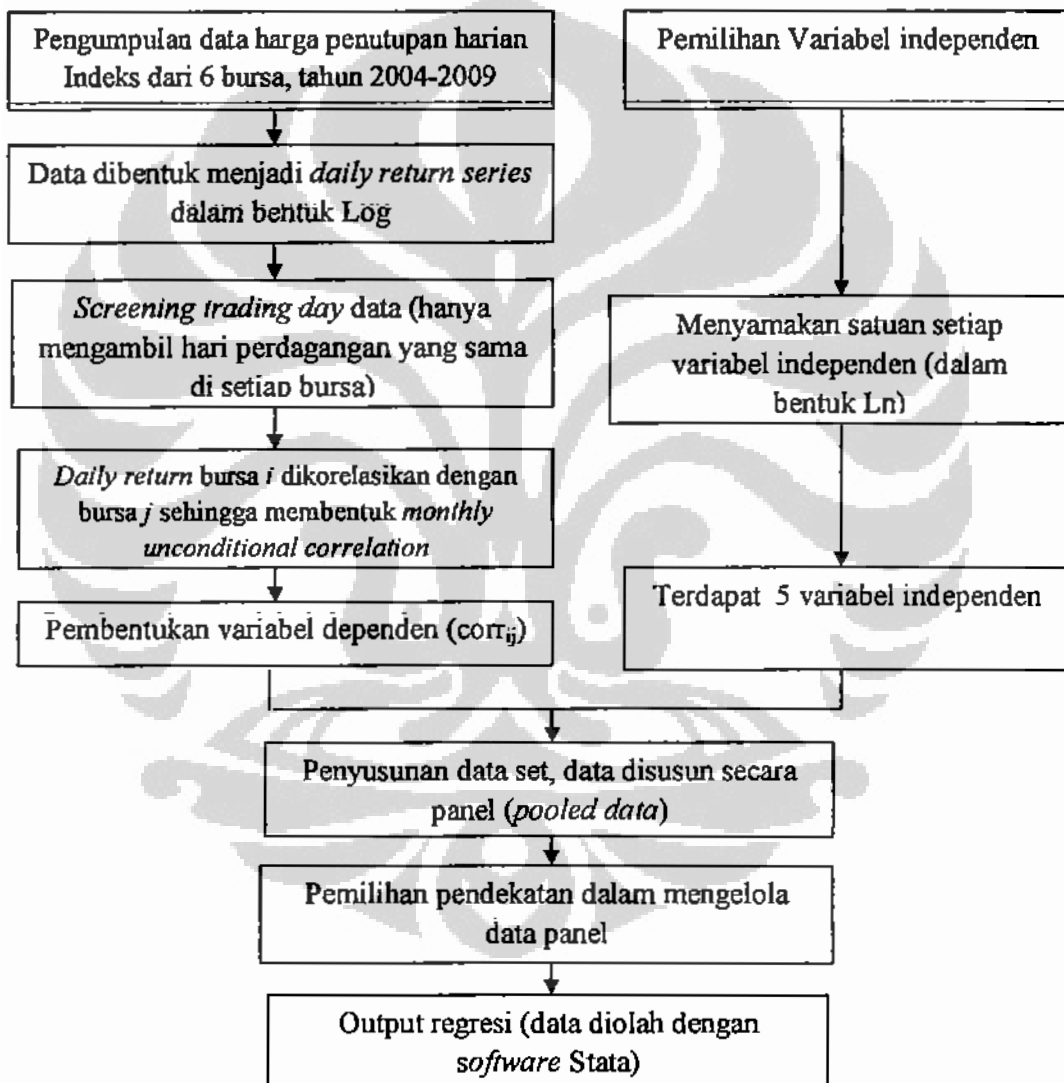 Pengumpulan data harga penutupan harian
Indeks dari 6 bursa, tahun 2004-2009
Data dibentuk menjadi daily return series
dalam bentuk Log
Screening trading day data (hanya
mengambil hari perdagangan yang sama
di setiap bursa)
Daily return bursa i dikorelasikan dengan
bursa j sehingga membentuk monthly
unconditional correlation
Pembentukan variabel dependen (corrij)
Pemilihan Variabel independen
Menyamakan satuan setiap
variabel independen (dalam
bentuk Ln)
Terdapat 5 variabel independen
Penyusunan data set, data disusun secara
panel (pooled data)
Pemilihan pendekatan dalam mengelola
data panel
Output regresi (data diolah dengan
software Stata)